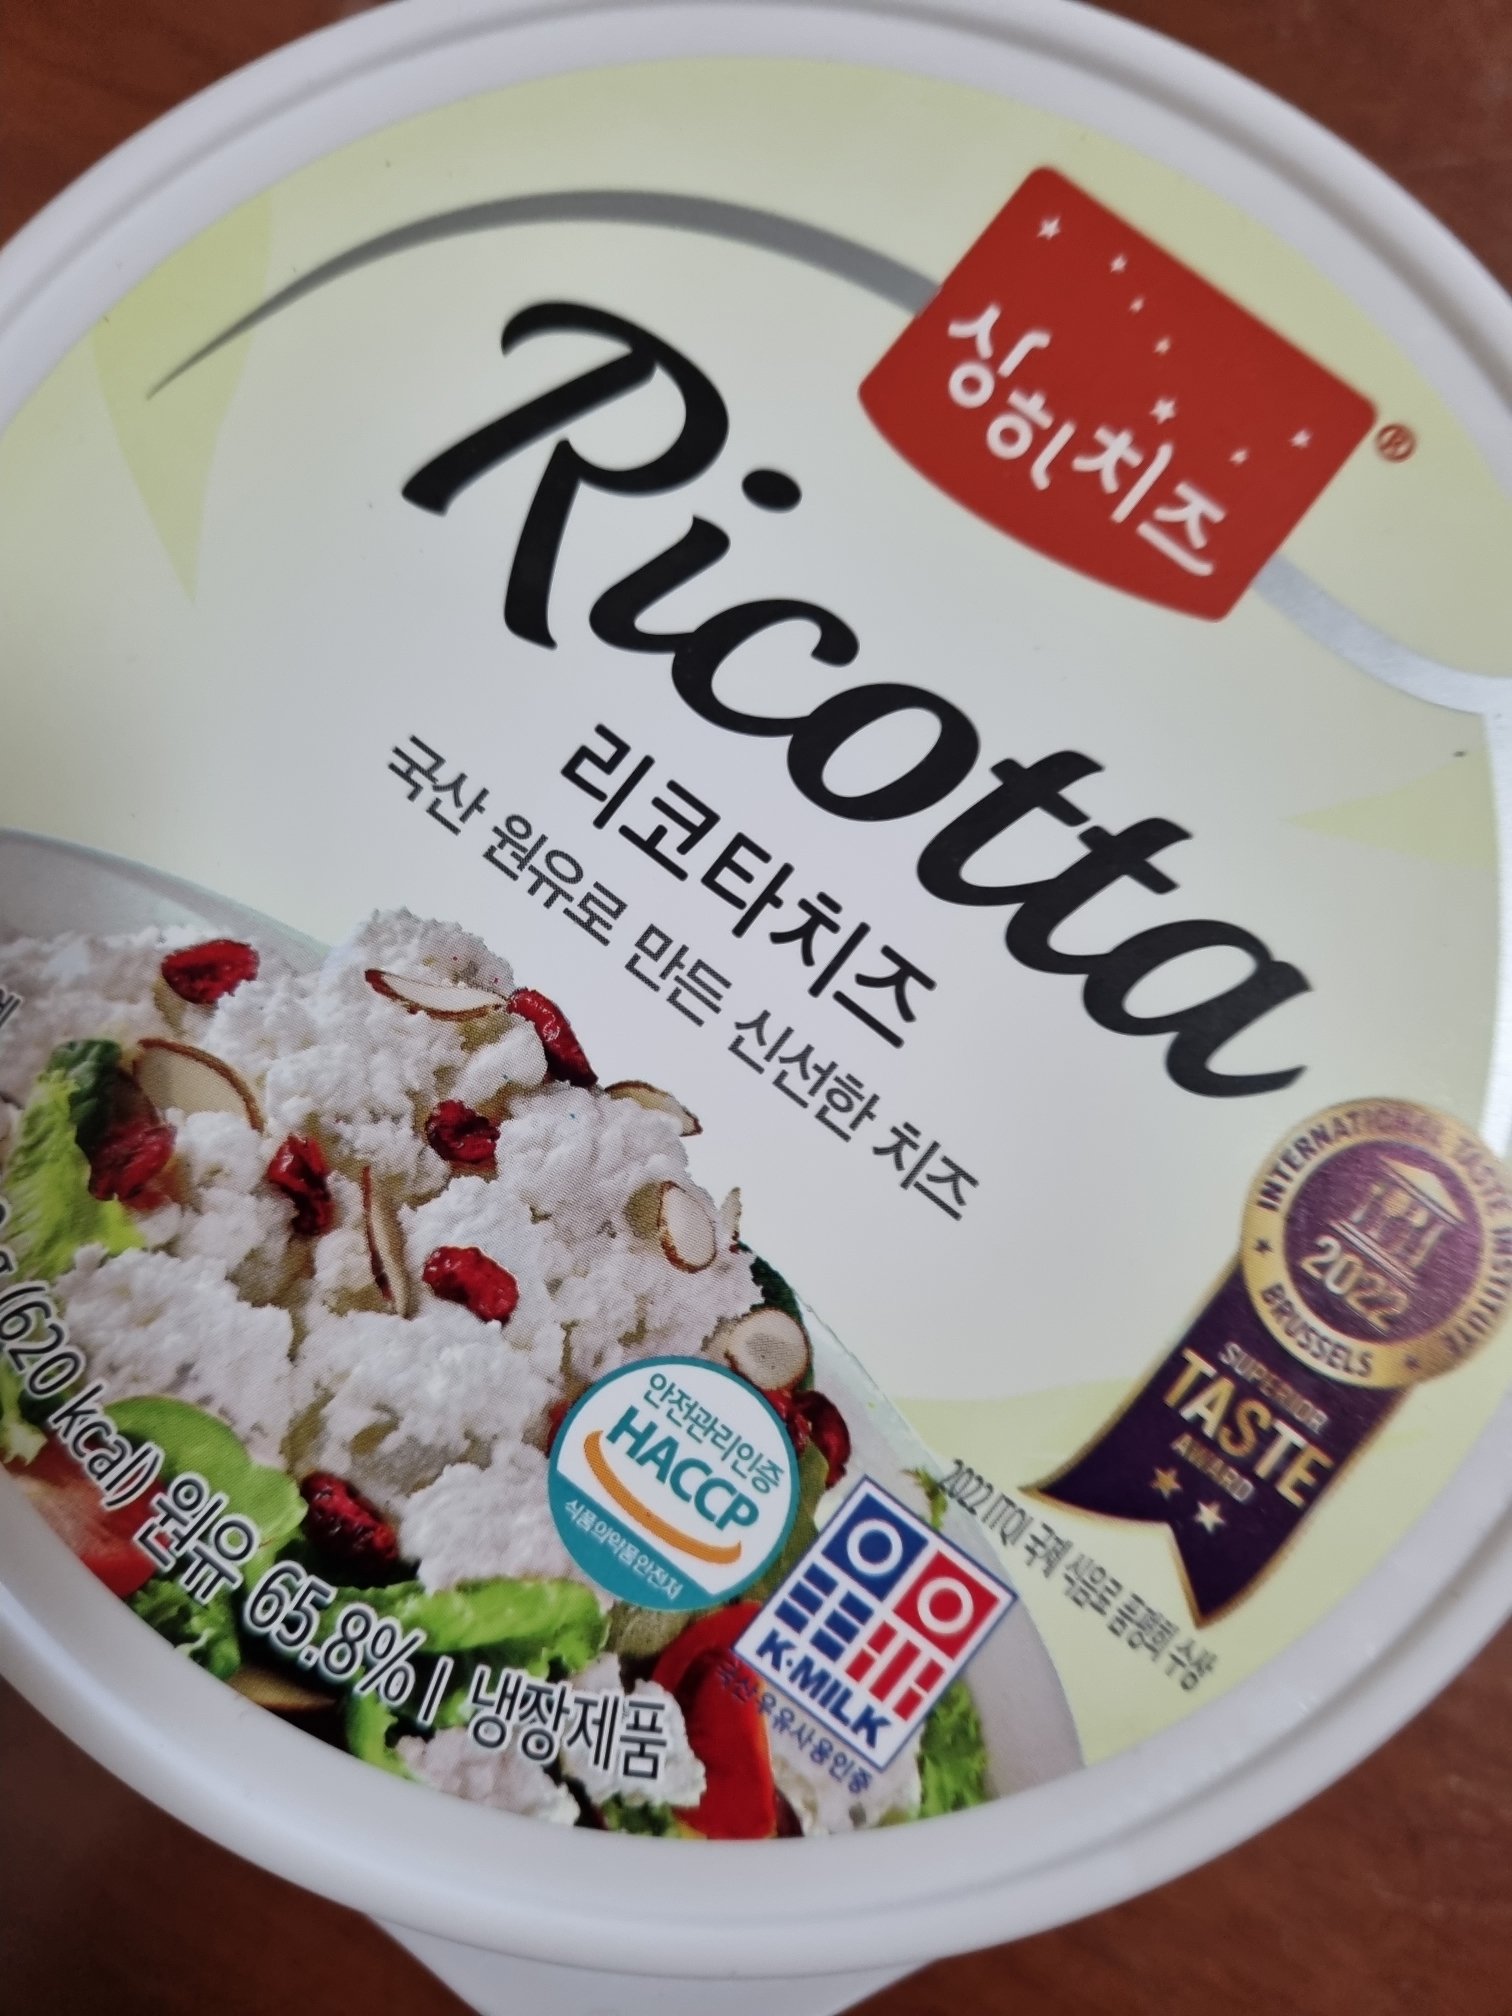 상하치즈
®
Ricotta
리코타치즈
국산 원유로 만든 신선한 치즈
INTERNATIONAL TASTE INSTITUTE
2022
BRUSSELS
SUPERIOR
TASTE
AWARD
2022 ITQI 국제 식음료 품평회 수상
안전관리인증
HACCP
식품의약품안전처
K·MILK
국산우유사용인증
(620 kcal) 원유 65.8% | 냉장제품